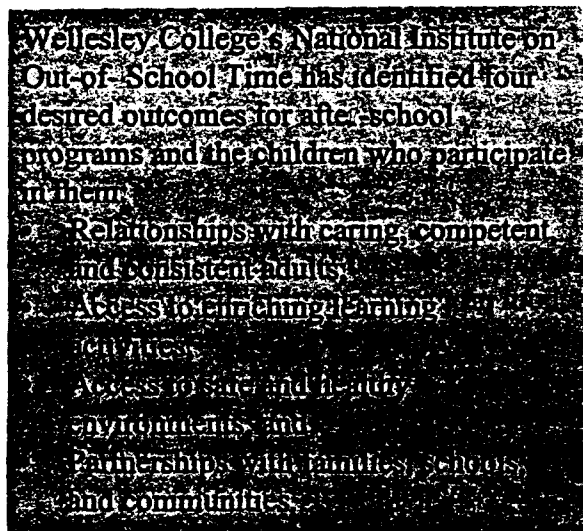 Wellesley College's National Institute on
Out-of-School Time has identified four
desired outcomes for after-school
programs and the children who participate
in them:
Relationships with caring, competent
and consistent adults
Access to enriching learning
activities;
Access to safe and healthy
environments; and
Partnerships with families, schools
and communities.